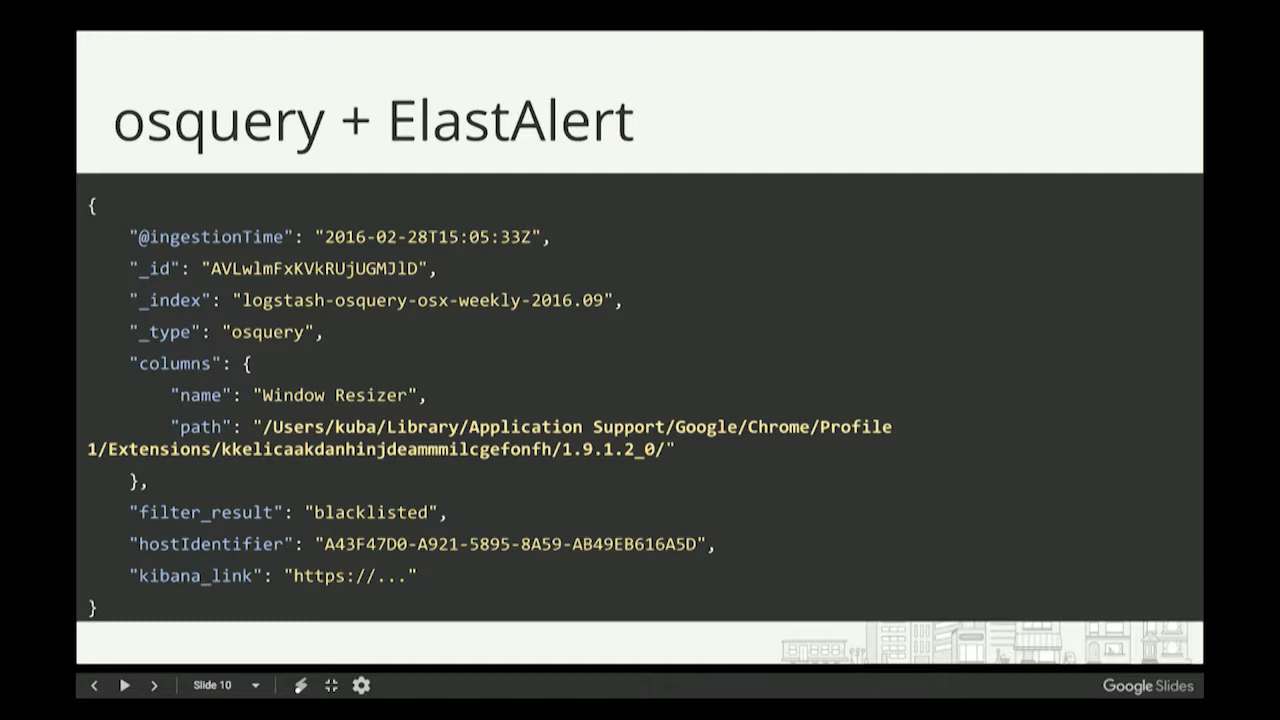 osquery + ElastAlert
{
"@ingestionTime": "2016-02-28T15:05:33Z",
"_id": "AVLwlmFxKVkRUjUGMJlD",
"_index": "logstash-osquery-osx-weekly-2016.09",
"_type": "osquery",
"columns": {
"name": "Window Resizer",
"path": "/Users/kuba/Library/Application Support/Google/Chrome/Profile
1/Extensions/kkelicaakdanhinjdeammmilcgefonfh/1.9.1.2_0/"
},
"filter_result": "blacklisted",
"hostIdentifier": "A43F47D0-A921-5895-8A59-AB49EB616A5D",
"kibana_link": "https://..."
}
Slide 10
Google Slides